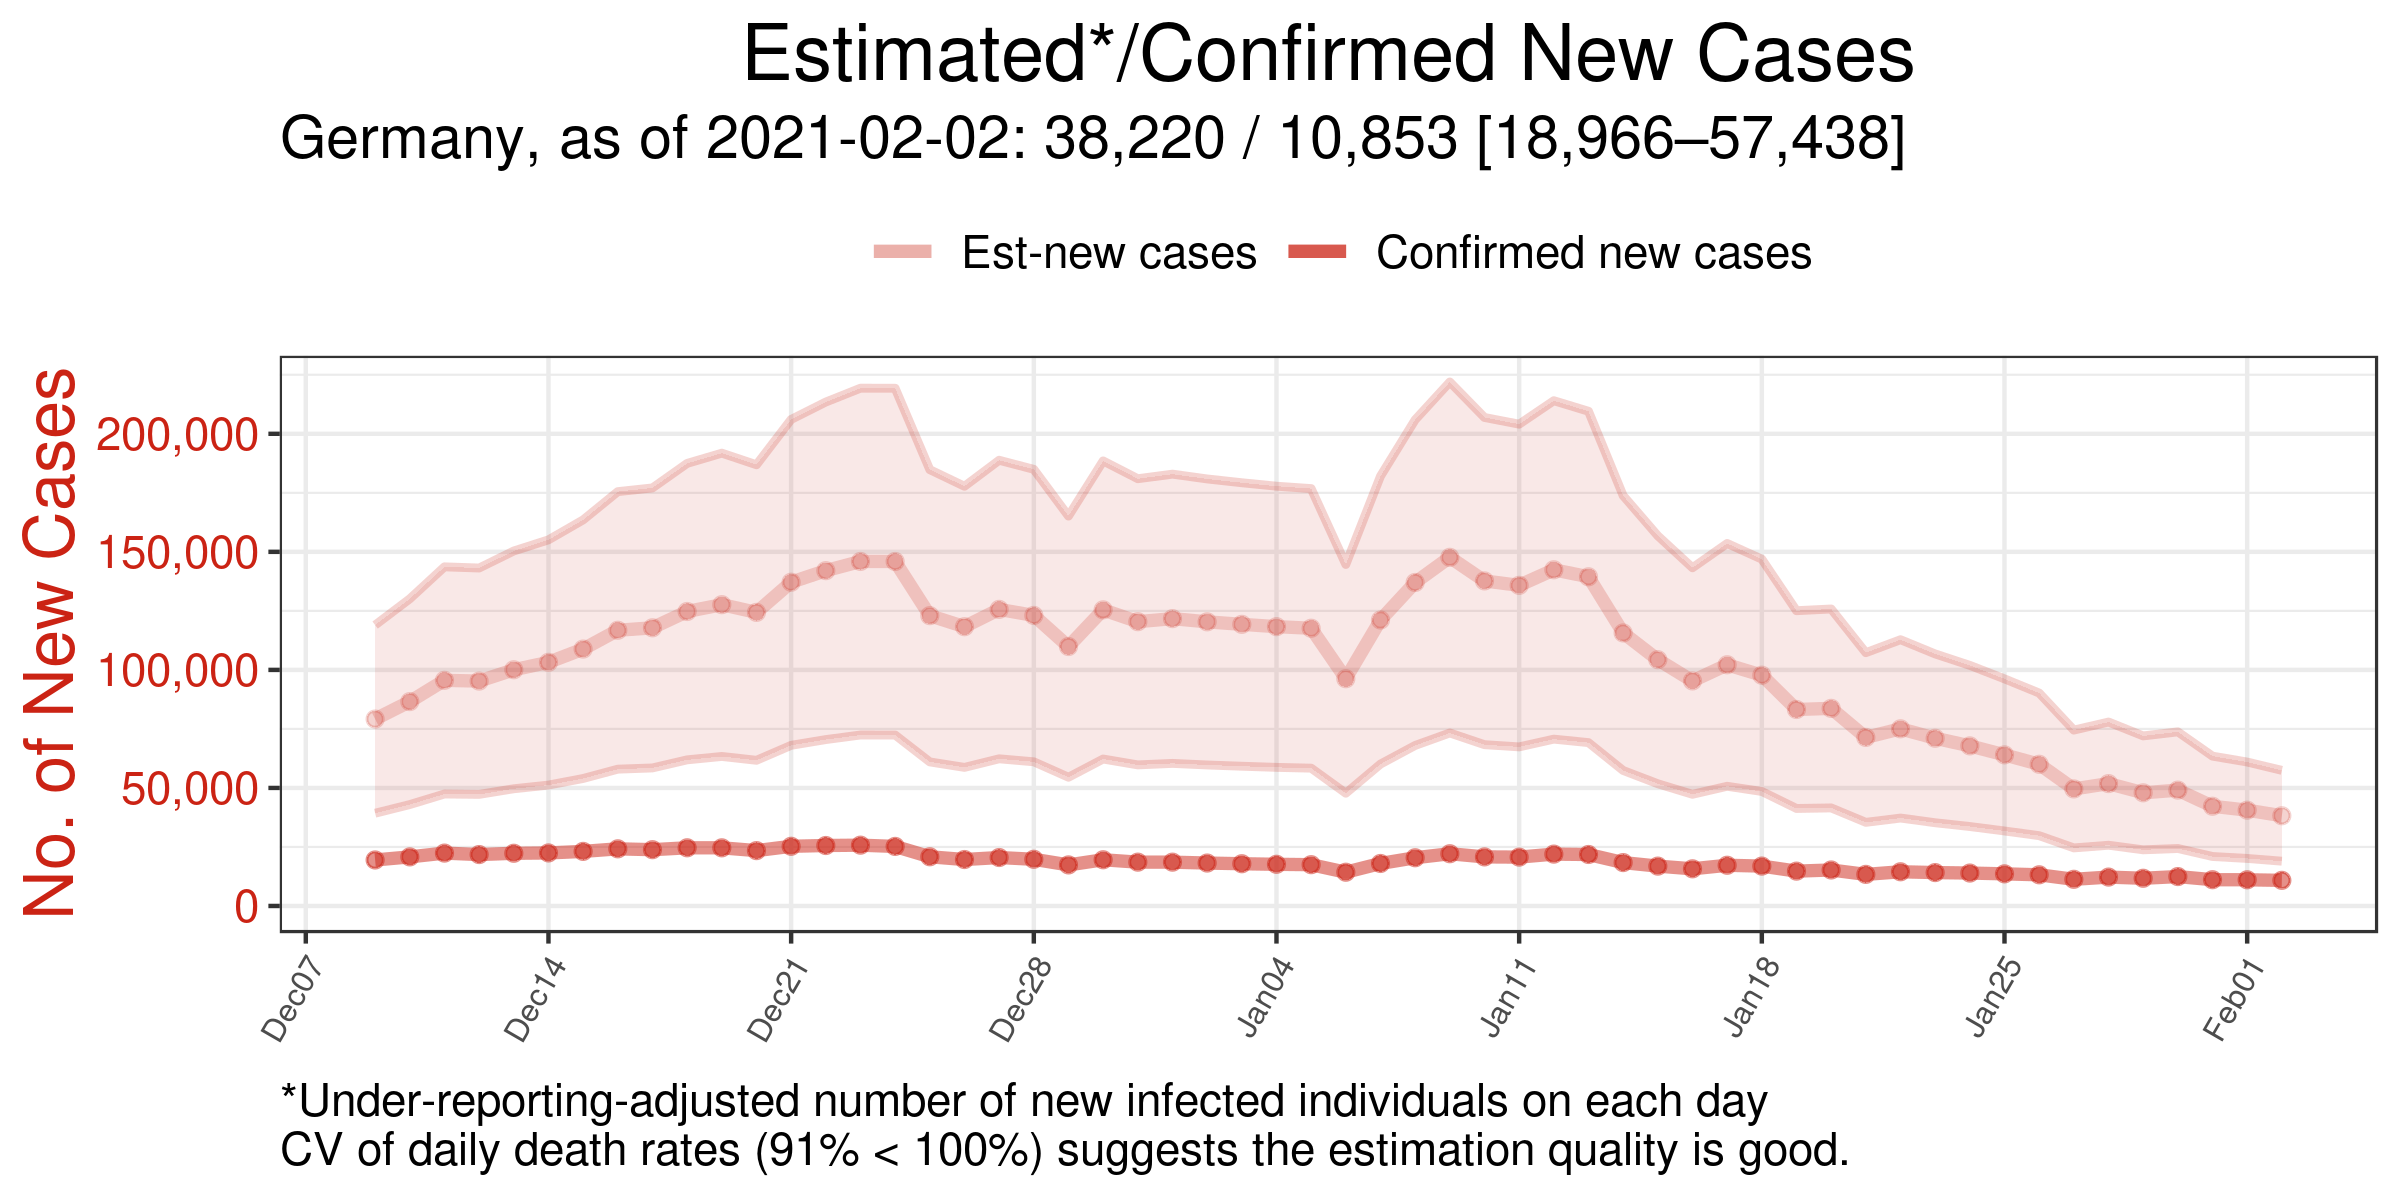 Estimated*/Confirmed New Cases
Germany, as of 2021-02-02: 38,220 / 10,853 [18,966–57,438]
Est-new cases Confirmed new cases
No. of New Cases
200,000
150,000
100,000
50,000
0
Dec07 Dec14 Dec21 Dec28 Jan04 Jan11 Jan18 Jan25 Feb01
*Under-reporting-adjusted number of new infected individuals on each day
CV of daily death rates (91% < 100%) suggests the estimation quality is good.